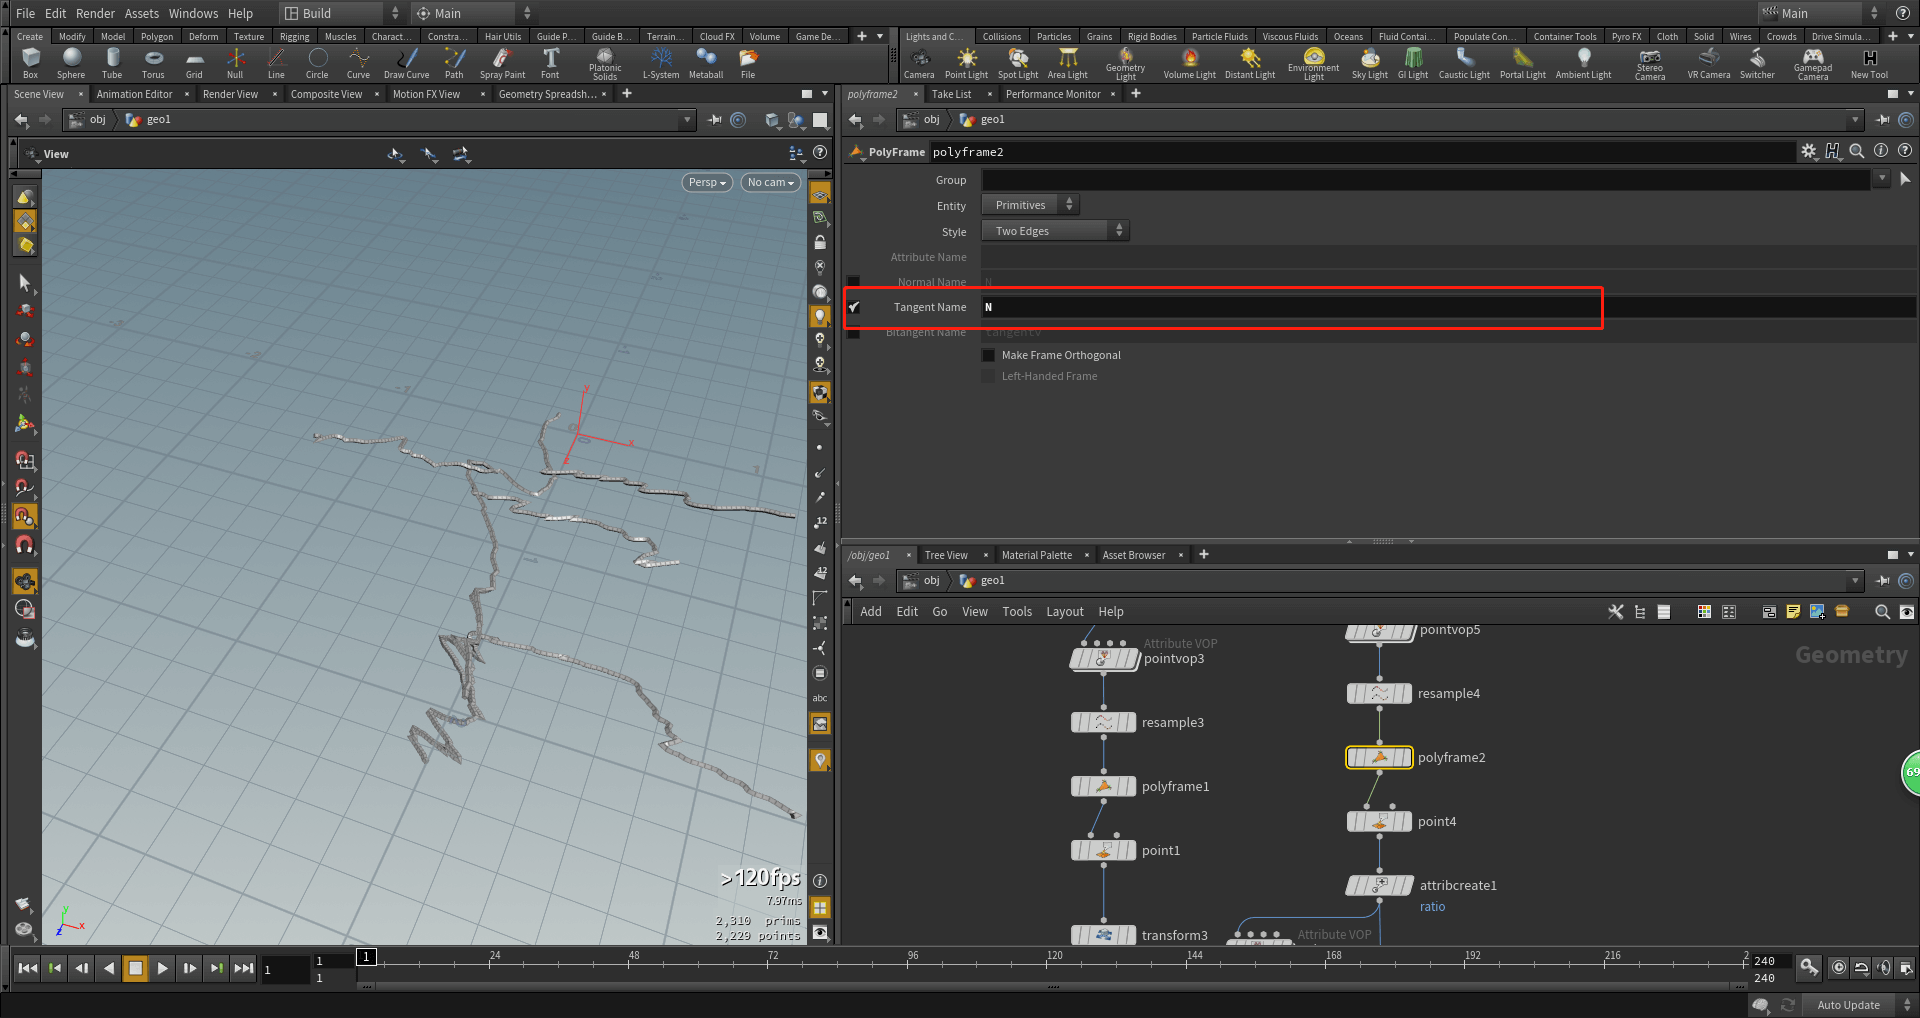 File Edit Render Assets Windows Help Build Main Main
Create Modify Model Polygon Deform Texture Rigging Muscles Charact... Constra... Hair Utils Guide P... Guide B... Terrain... Cloud FX Volume Game De...
Lights and C... Collisions Particles Grains Rigid Bodies Particle Fluids Viscous Fluids Oceans Fluid Contai... Populate Con... Container Tools Pyro FX Cloth Solid Wires Crowds Drive Simula...
Box Sphere Tube Torus Grid Null Line Circle Curve Draw Curve Path Spray Paint Font Platonic Solids L-System Metaball File
Camera Point Light Spot Light Area Light Geometry Light Volume Light Distant Light Environment Light Sky Light GI Light Caustic Light Portal Light Ambient Light Stereo Camera VR Camera Switcher Gamepad Camera New Tool
Scene View Animation Editor Render View Composite View Motion FX View Geometry Spreadsh...
polyframe2 Take List Performance Monitor
obj geo1
obj geo1
View
PolyFrame polyframe2
Persp No cam
Group
Entity Primitives
Style Two Edges
Attribute Name
Normal Name N
Tangent Name N
Bitangent Name tangentv
Make Frame Orthogonal
Left-Handed Frame
y
x
z
12
12
abc
>120fps
7.97ms
2,310 prims
2,229 points
y
x
z
/obj/geo1 Tree View Material Palette Asset Browser
obj geo1
Add Edit Go View Tools Layout Help
Geometry
pointvop5
Attribute VOP
pointvop3
resample4
resample3
polyframe2
polyframe1
point4
point1
attribcreate1
ratio
transform3
Attribute VOP
69
1 1 1 1 24 48 72 96 120 144 168 192 216 2 240
240
Auto Update